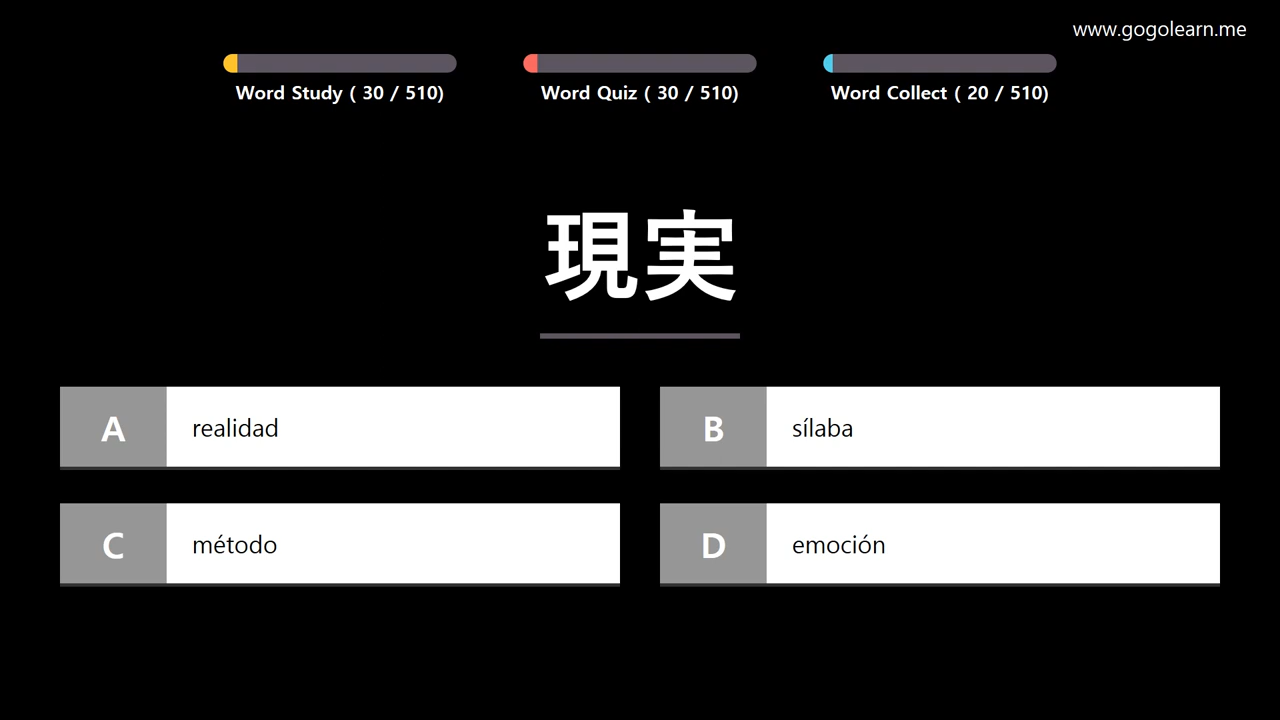 www.gogolearn.me
Word Study ( 30 / 510)
Word Quiz ( 30 / 510)
Word Collect ( 20 / 510)
現実
A realidad
B sílaba
C método
D emoción